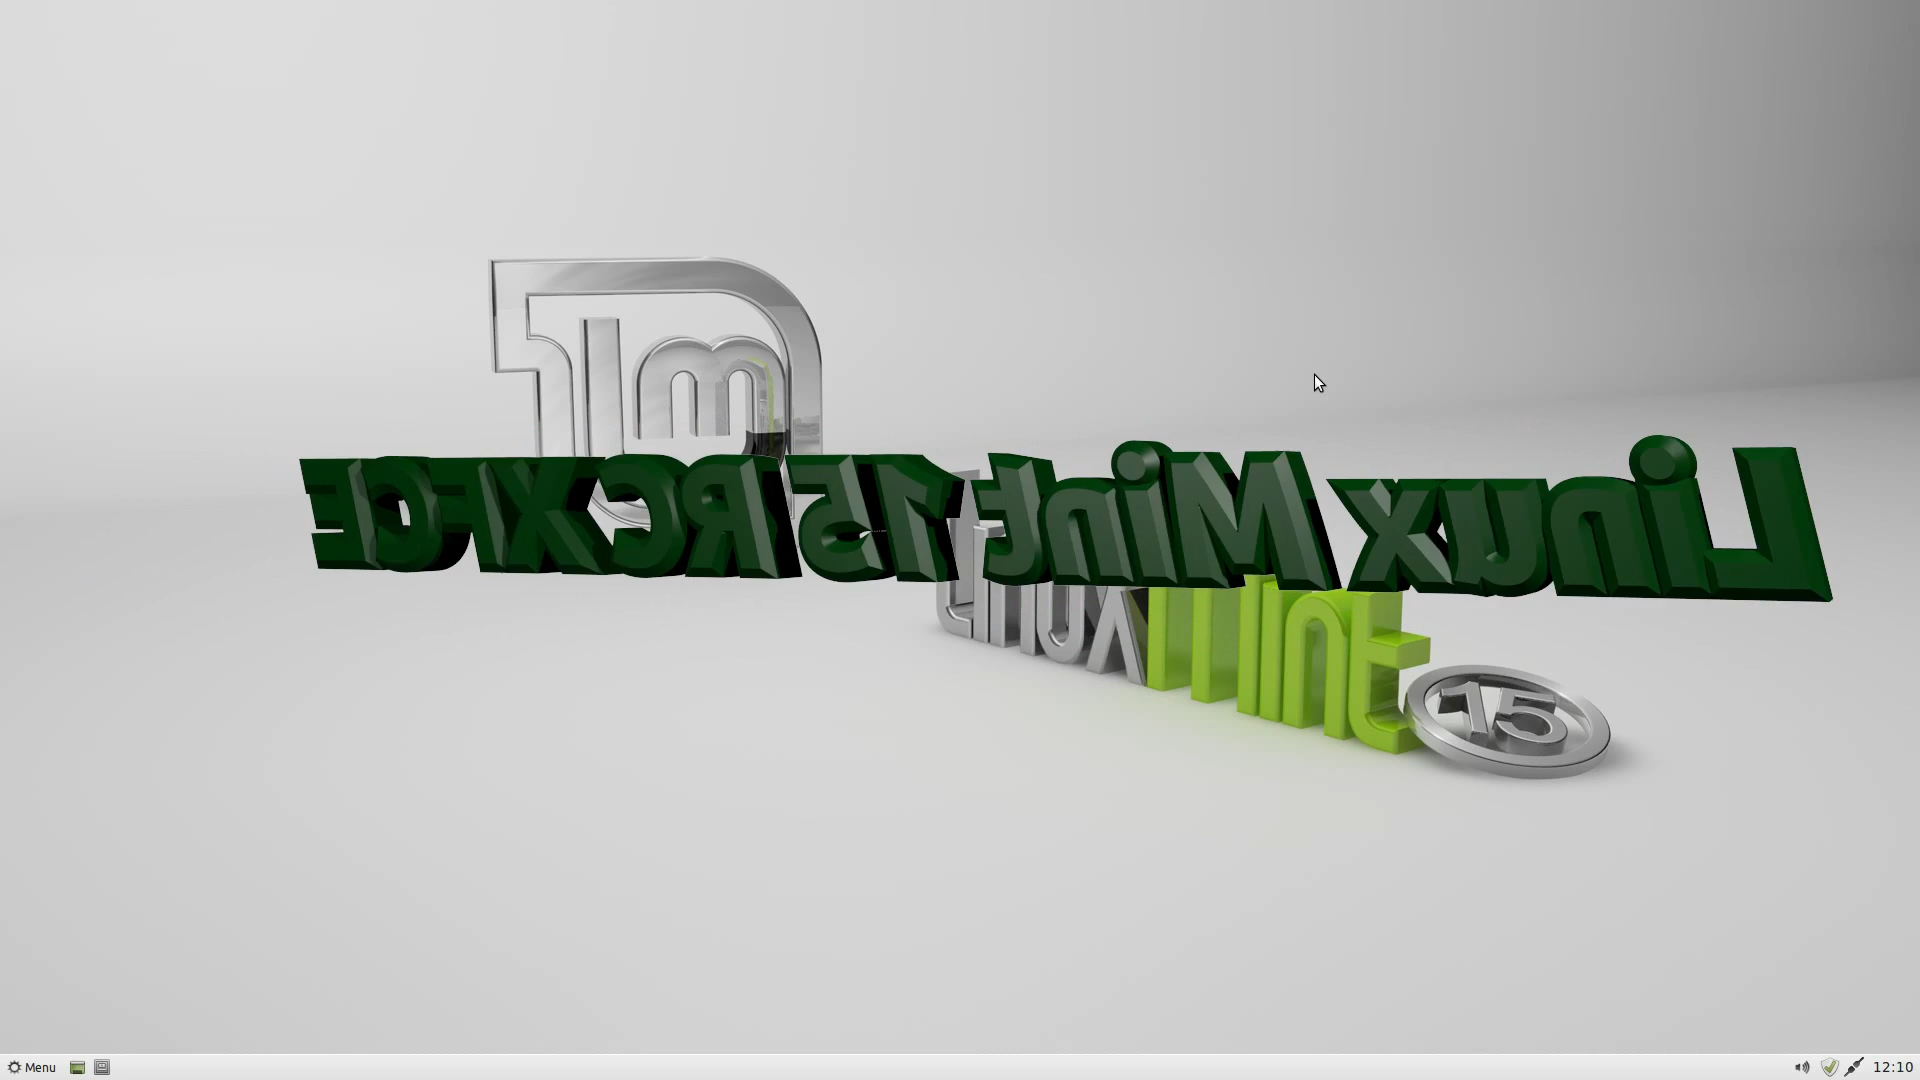 Linux Mint 15 RC XFCE
Linux Mint
15
Menu
12:10